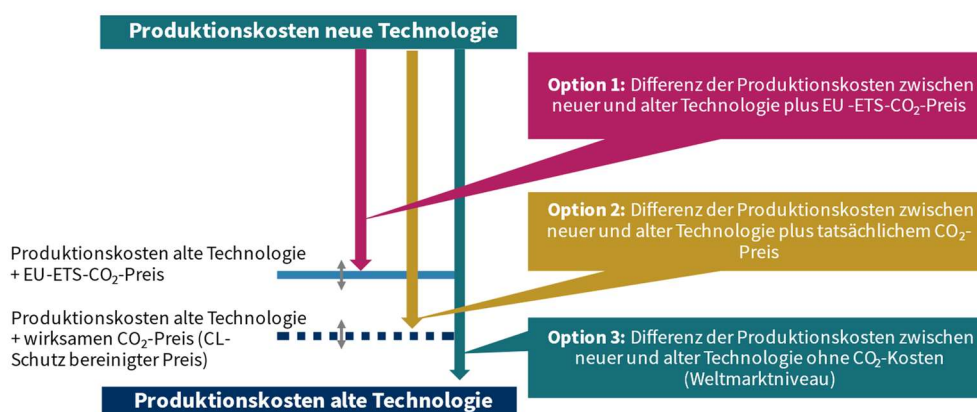 Produktionskosten neue Technologie
Option 1: Differenz der Produktionskosten zwischen
neuer und alter Technologie plus EU -ETS-CO₂-Preis
Option 2: Differenz der Produktionskosten zwischen
neuer und alter Technologie plus tatsächlichem CO₂-
Preis
Produktionskosten alte Technologie
+ EU-ETS-CO₂-Preis
Produktionskosten alte Technologie
+ wirksamen CO₂-Preis (CL-
Schutz bereinigter Preis)
Option 3: Differenz der Produktionskosten zwischen
neuer und alter Technologie ohne CO₂-Kosten
(Weltmarktniveau)
Produktionskosten alte Technologie